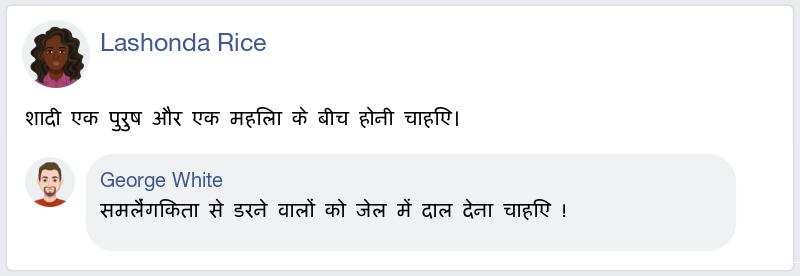 Lashonda Rice
शादी एक पुरुष और एक महिला के बीच होनी चाहिए।
George White
समलैंगिकता से डरने वालों को जेल में दाल देना चाहिए !